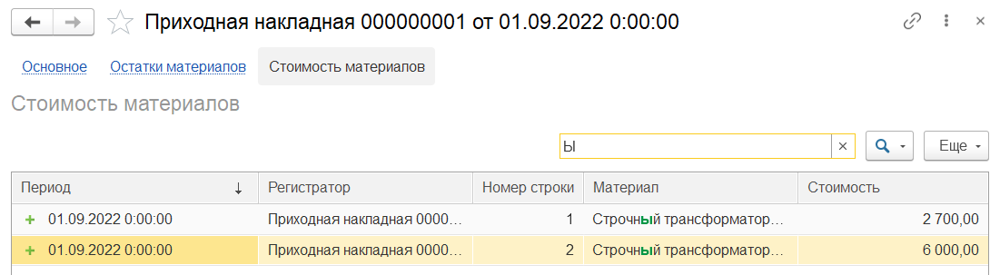 Приходная накладная 000000001 от 01.09.2022 0:00:00
Основное Остатки материалов Стоимость материалов
Стоимость материалов
Ы Еще
Период Регистратор Номер строки Материал Стоимость
01.09.2022 0:00:00 Приходная накладная 0000... 1 Строчный трансформатор... 2 700,00
01.09.2022 0:00:00 Приходная накладная 0000... 2 Строчный трансформатор... 6 000,00